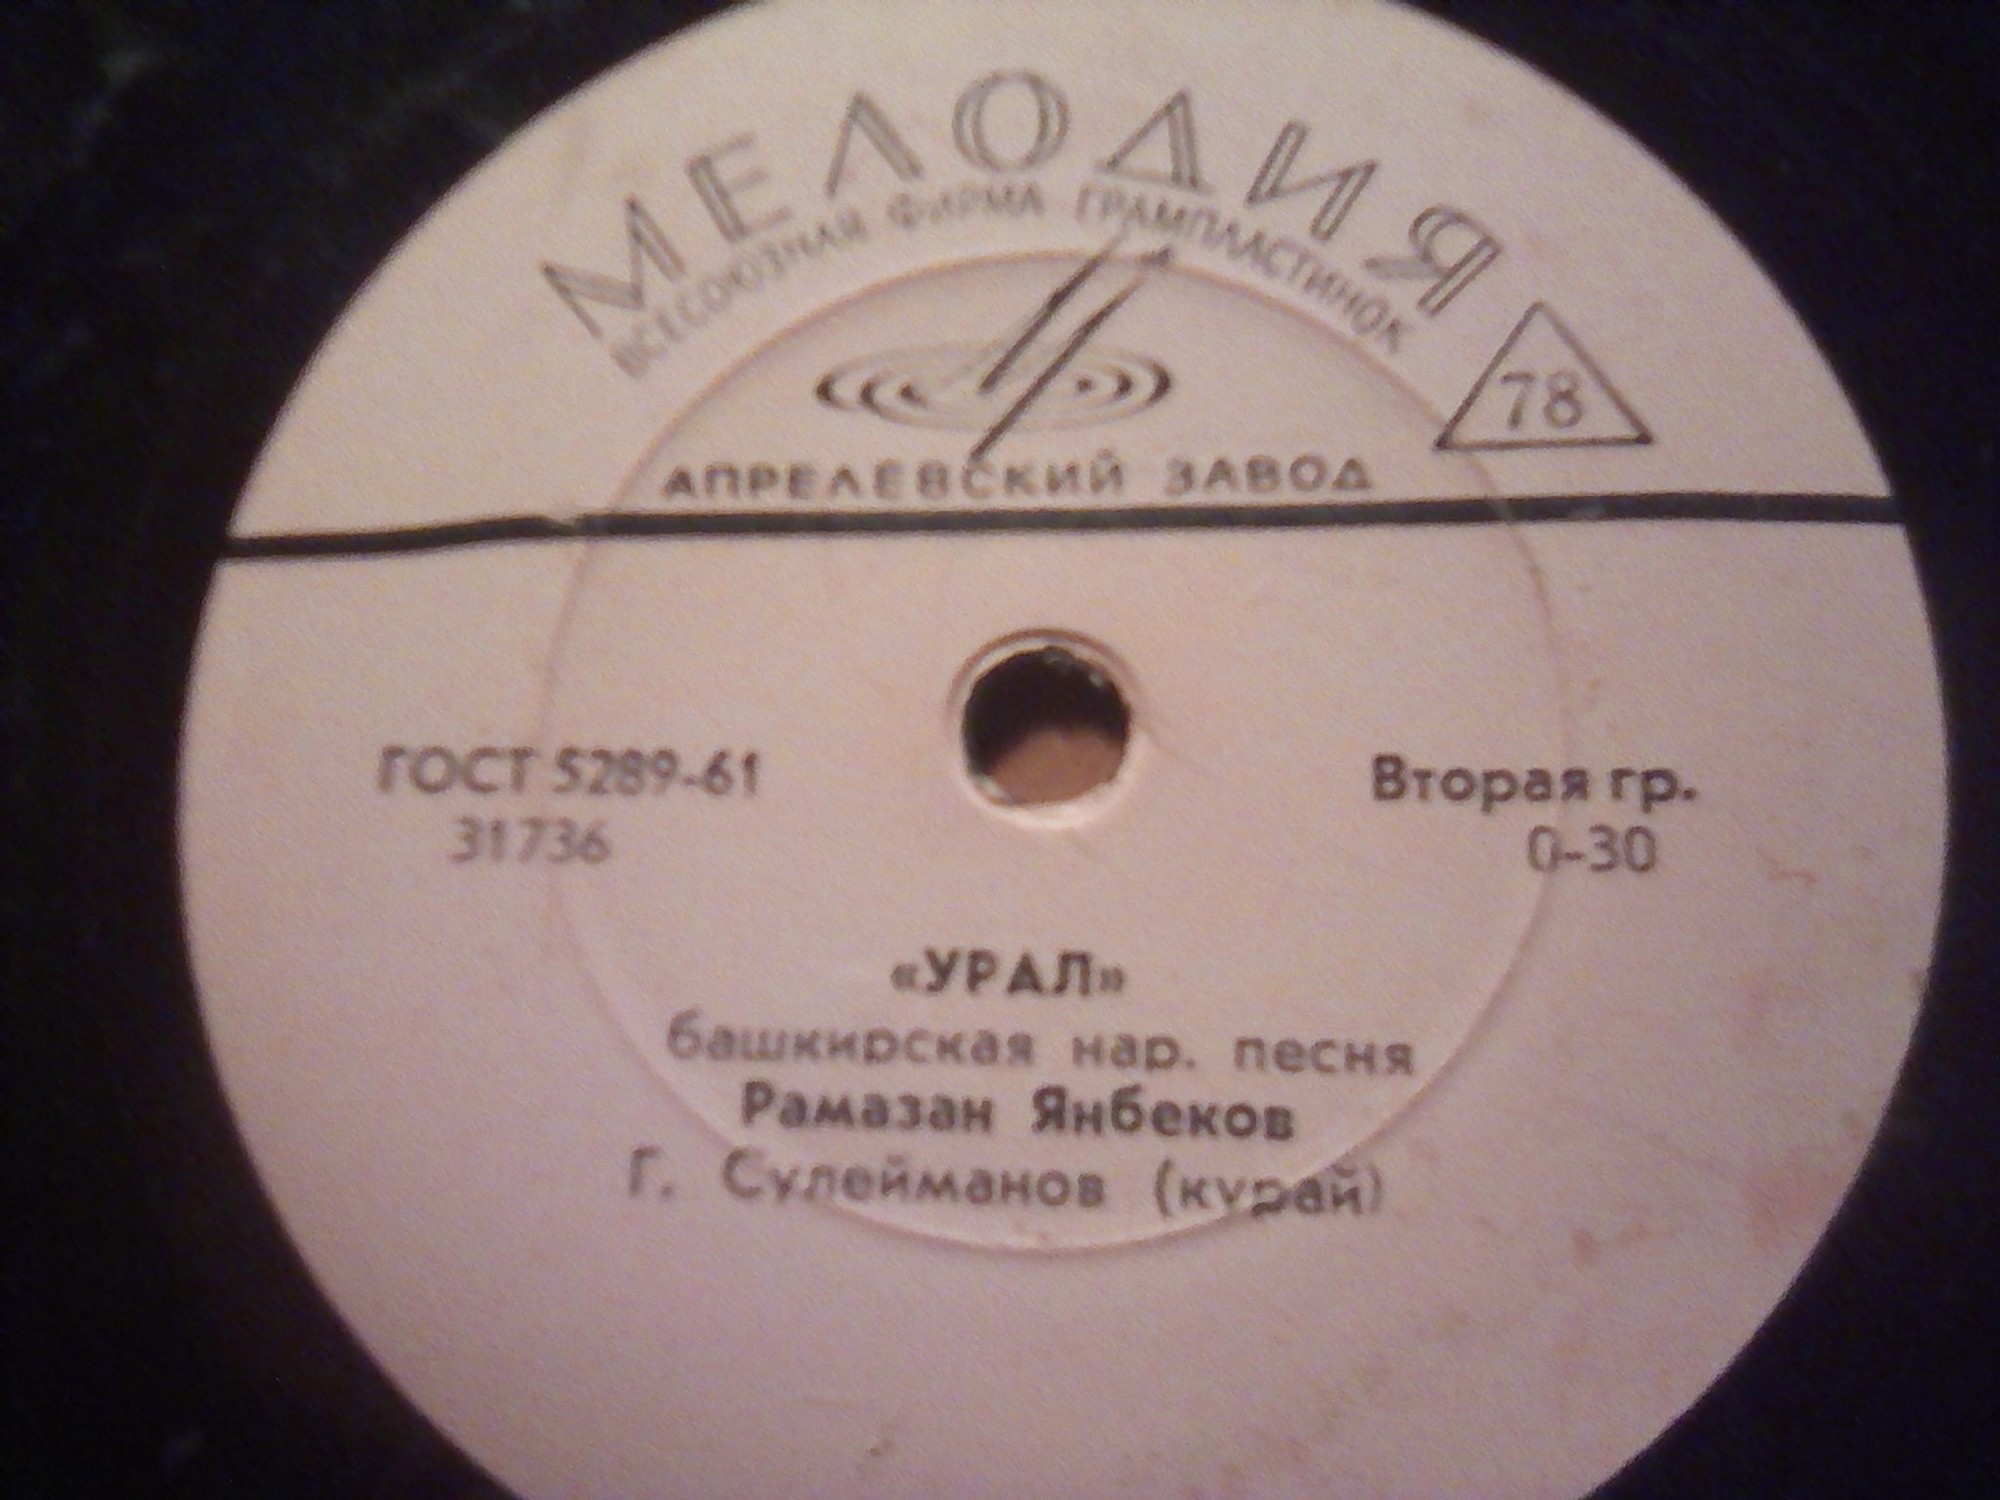 МЕЛОДИЯ
ВСЕСОЮЗНАЯ ФИРМА ГРАМПЛАСТИНОК
78
АПРЕЛЕВСКИЙ ЗАВОД
ГОСТ 5289-61
31736
Вторая гр.
0-30
«УРАЛ»
башкирская нар. песня
Рамазан Янбеков
Г. Сулейманов (курай)